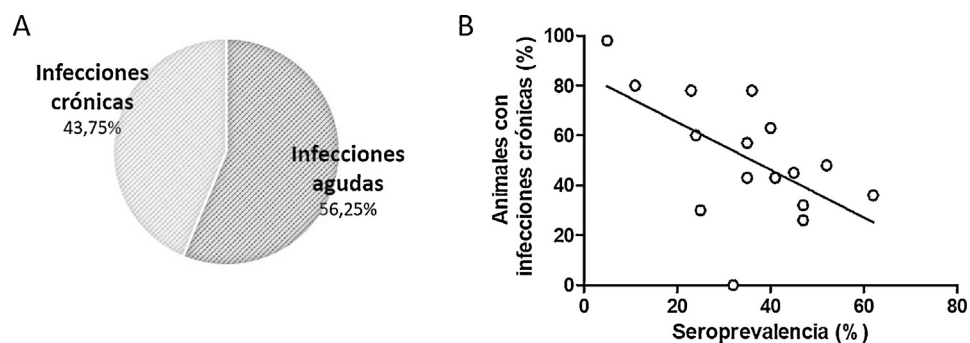 A
Infecciones
crónicas
43,75%
Infecciones
agudas
56,25%
B
Animales con
infecciones crónicas (%)
100
80
60
40
20
0
0 20 40 60 80
Seroprevalencia (%)